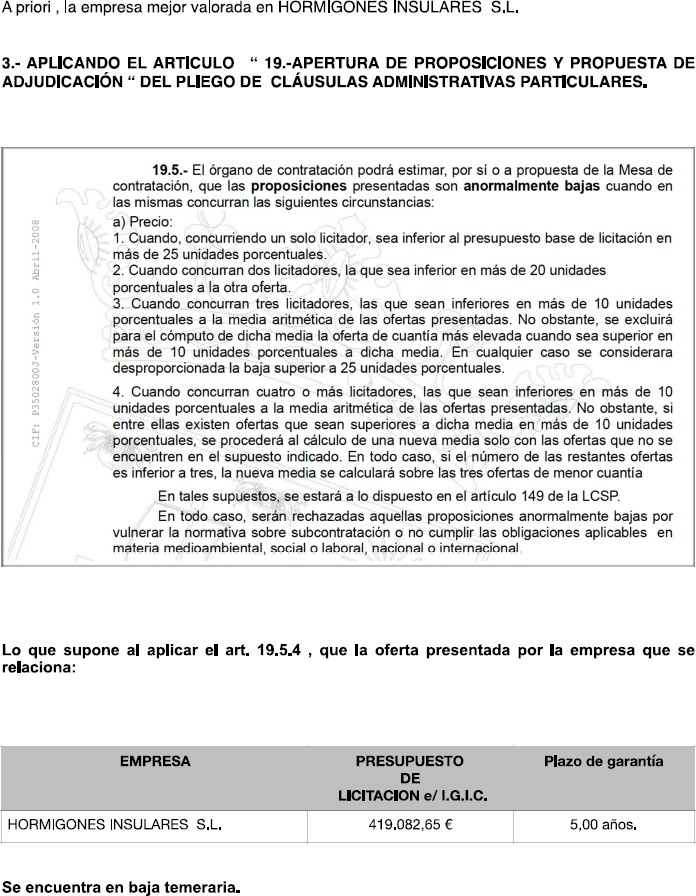 A priori , la empresa mejor valorada en HORMIGONES INSULARES S.L.
3.- APLICANDO EL ARTICULO “ 19.-APERTURA DE PROPOSICIONES Y PROPUESTA DE
ADJUDICACIÓN “ DEL PLIEGO DE CLÁUSULAS ADMINISTRATIVAS PARTICULARES.
19.5.- El órgano de contratación podrá estimar, por sí o a propuesta de la Mesa de
contratación, que las proposiciones presentadas son anormalmente bajas cuando en
las mismas concurran las siguientes circunstancias:
a) Precio:
1. Cuando, concurriendo un solo licitador, sea inferior al presupuesto base de licitación en
más de 25 unidades porcentuales.
2. Cuando concurran dos licitadores, la que sea inferior en más de 20 unidades
porcentuales a la otra oferta.
3. Cuando concurran tres licitadores, las que sean inferiores en más de 10 unidades
porcentuales a la media aritmética de las ofertas presentadas. No obstante, se excluirá
para el cómputo de dicha media la oferta de cuantía más elevada cuando sea superior en
más de 10 unidades porcentuales a dicha media. En cualquier caso se considerara
desproporcionada la baja superior a 25 unidades porcentuales.
4. Cuando concurran cuatro o más licitadores, las que sean inferiores en más de 10
unidades porcentuales a la media aritmética de las ofertas presentadas. No obstante, si
entre ellas existen ofertas que sean superiores a dicha media en más de 10 unidades
porcentuales, se procederá al cálculo de una nueva media solo con las ofertas que no se
encuentren en el supuesto indicado. En todo caso, si el número de las restantes ofertas
es inferior a tres, la nueva media se calculará sobre las tres ofertas de menor cuantía
En tales supuestos, se estará a lo dispuesto en el artículo 149 de la LCSP.
En todo caso, serán rechazadas aquellas proposiciones anormalmente bajas por
vulnerar la normativa sobre subcontratación o no cumplir las obligaciones aplicables en
materia medioambiental, social o laboral, nacional o internacional.
CIF: P3502800J-Versión 1.0 Abril-2008
Lo que supone al aplicar el art. 19.5.4 , que la oferta presentada por la empresa que se
relaciona:
EMPRESA PRESUPUESTO Plazo de garantía
DE
LICITACION e/ I.G.I.C.
HORMIGONES INSULARES S.L. 419.082,65 € 5,00 años.
Se encuentra en baja temeraria.